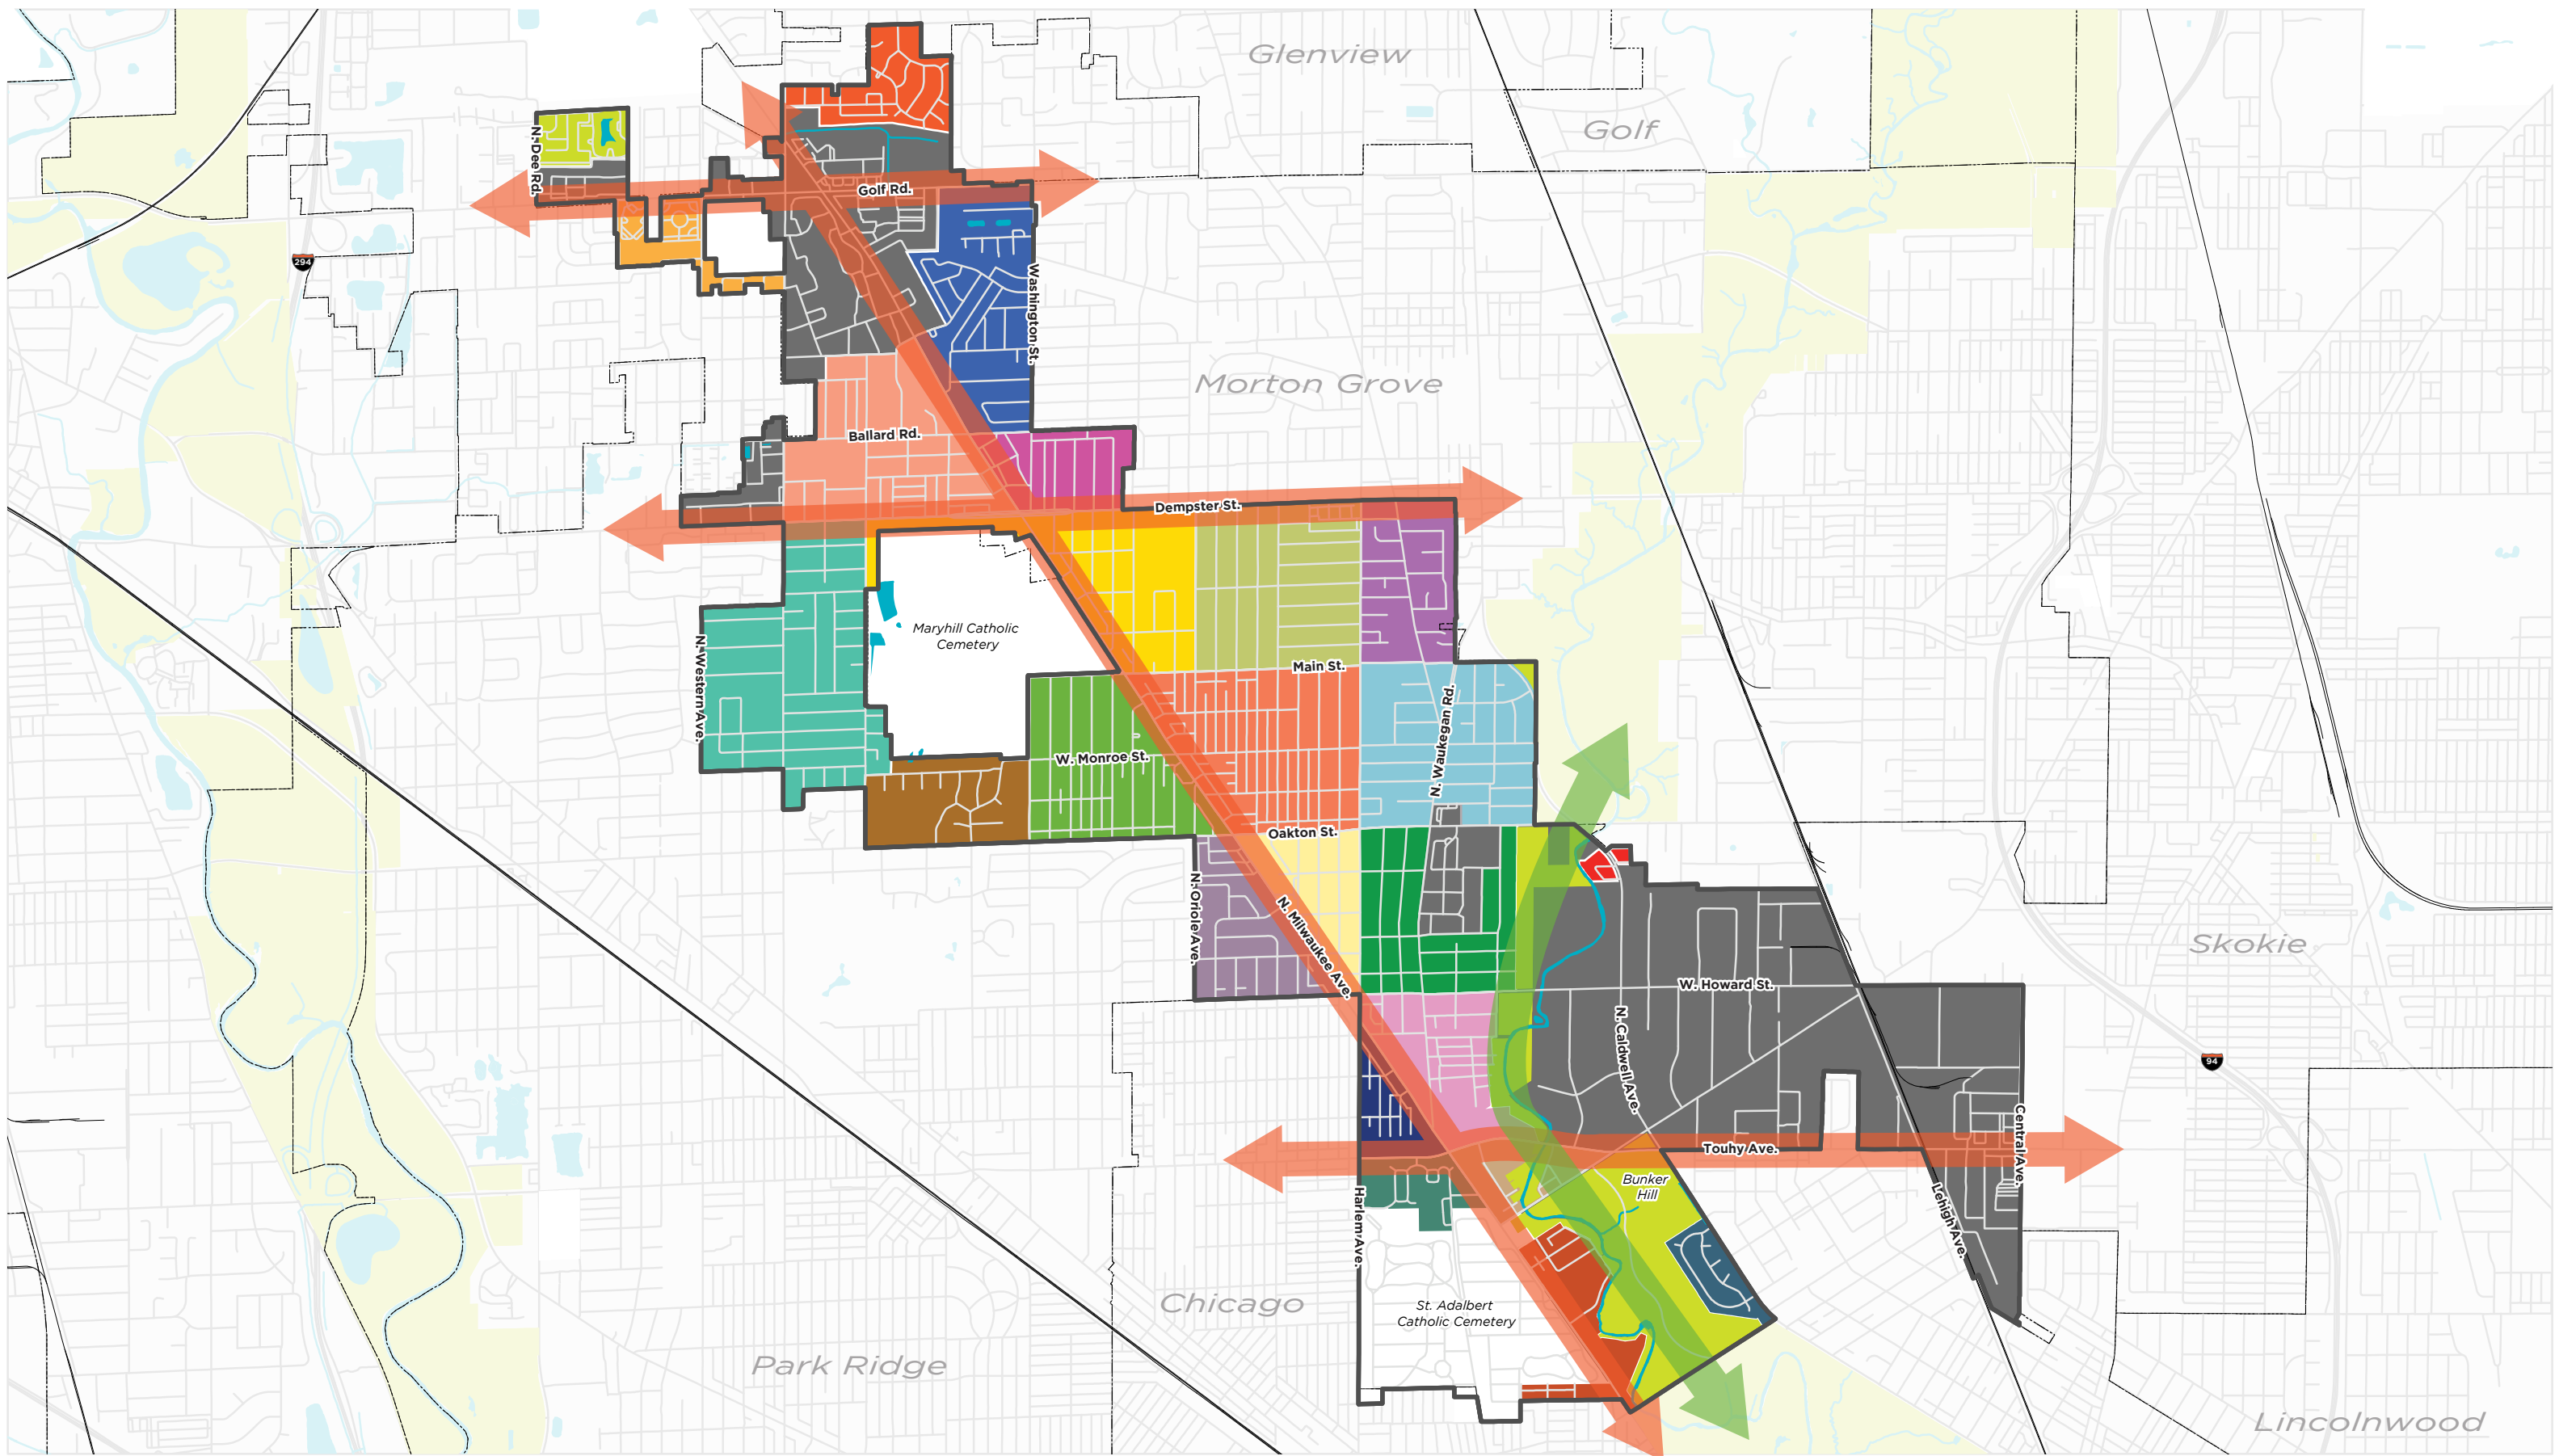 Glenview
Golf
N. Dee Rd.
Golf Rd.
294
Washington St.
Morton Grove
Ballard Rd.
Dempster St.
Maryhill Catholic
Cemetery
N. Western Ave.
Main St.
N. Waukegan Rd.
W. Monroe St.
Oakton St.
N. Oriole Ave.
N. Milwaukee Ave.
Skokie
W. Howard St.
N. Caldwell Ave.
94
Central Ave.
Touhy Ave.
Bunker
Hill
Harlem Ave.
Lehigh Ave.
Chicago
St. Adalbert
Catholic Cemetery
Park Ridge
Lincolnwood